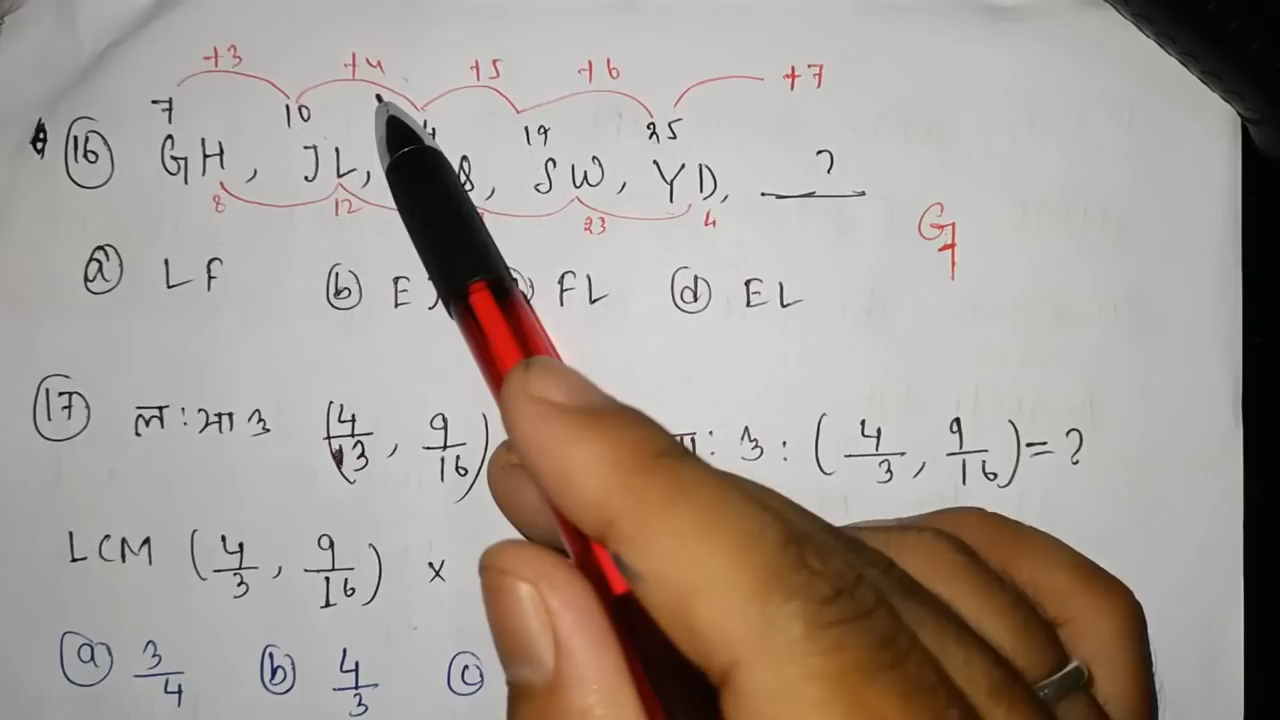 +3 +4 +5 +6 +7
7 10 19 25
16 GH, JL, , SW, YD, ___ ?
8 12 23 4
G 7
a LF b E FL d EL
17 ल:सा 3 (4/3, 9/16) 3 : (4/3, 9/16) = ?
LCM (4/3, 9/16) ×
a 3/4 b 4/3 c